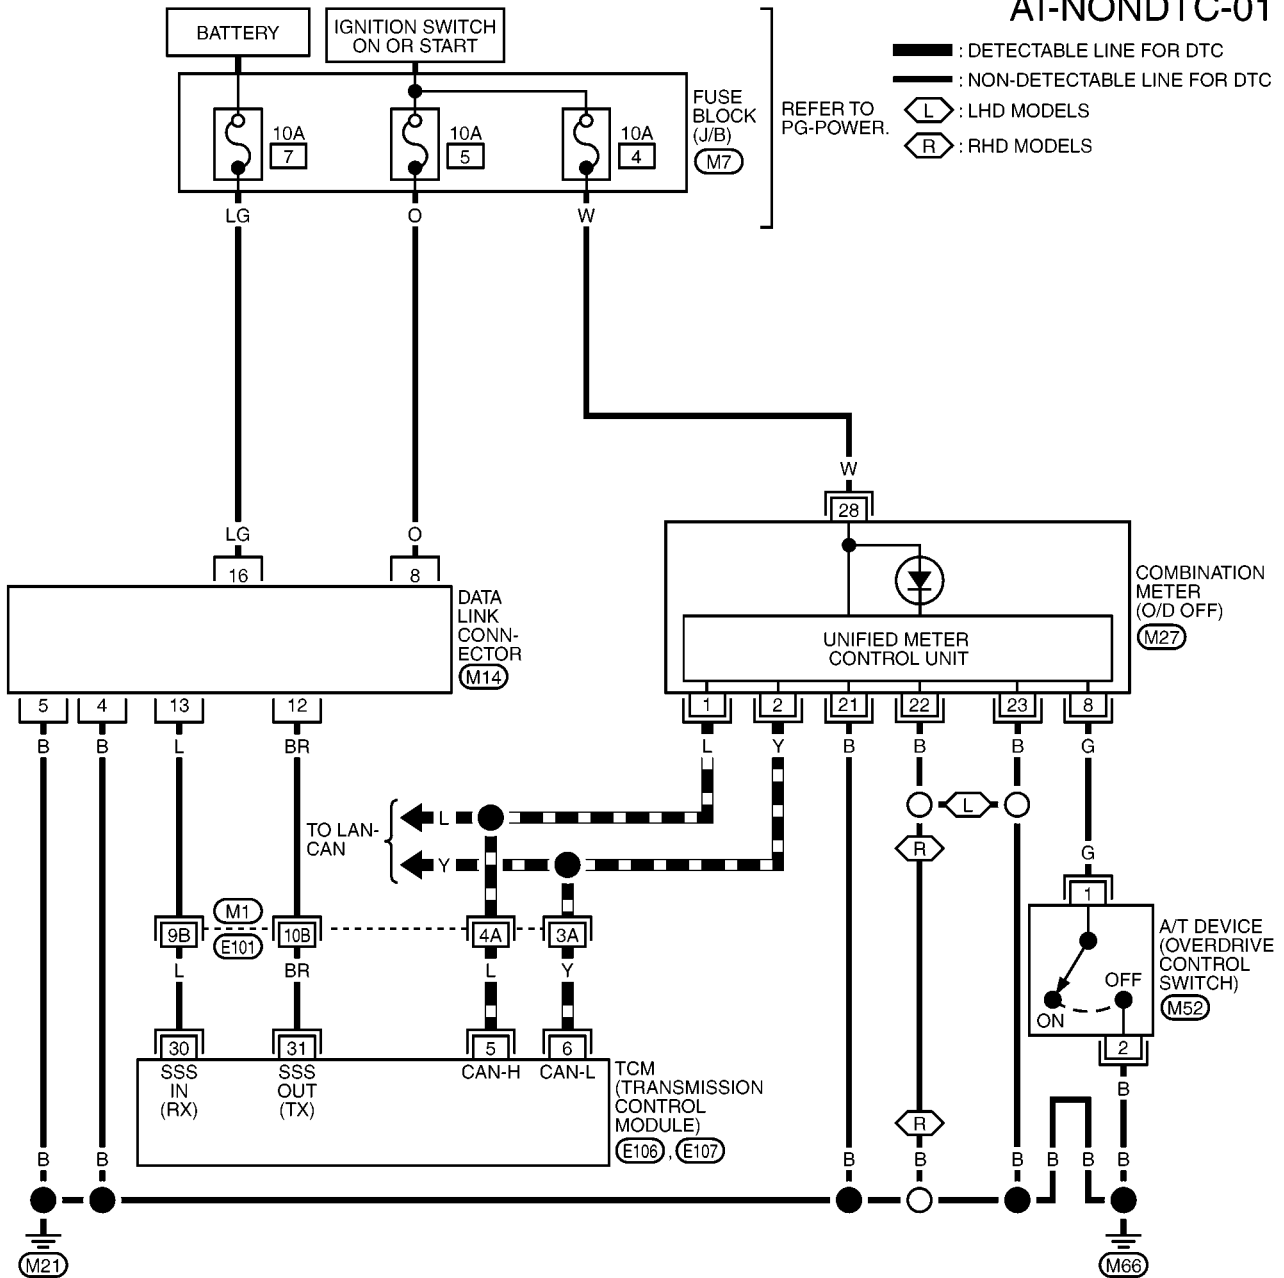 AT-NONDTC-01
BATTERY
IGNITION SWITCH
ON OR START
: DETECTABLE LINE FOR DTC
: NON-DETECTABLE LINE FOR DTC
L : LHD MODELS
R : RHD MODELS
10A
7
10A
5
10A
4
FUSE
BLOCK
(J/B)
M7
REFER TO
PG-POWER.
LG O W
W
LG O
16 8
28
DATA
LINK
CONN-
ECTOR
M14
COMBINATION
METER
(O/D OFF)
M27
UNIFIED METER
CONTROL UNIT
5 4 13 12
1 2 21 22 23 8
B B L BR
L Y B B B G
L
TO LAN-
CAN
L
Y
R
G
1
M1
E101
9B 10B 4A 3A
L BR L Y
A/T DEVICE
(OVERDRIVE
CONTROL
SWITCH)
M52
OFF
ON
2
B
30 31 5 6
SSS
IN
(RX)
SSS
OUT
(TX)
CAN-H
CAN-L
TCM
(TRANSMISSION
CONTROL
MODULE)
E106 , E107
R
B B B B B B B B
M21
M66